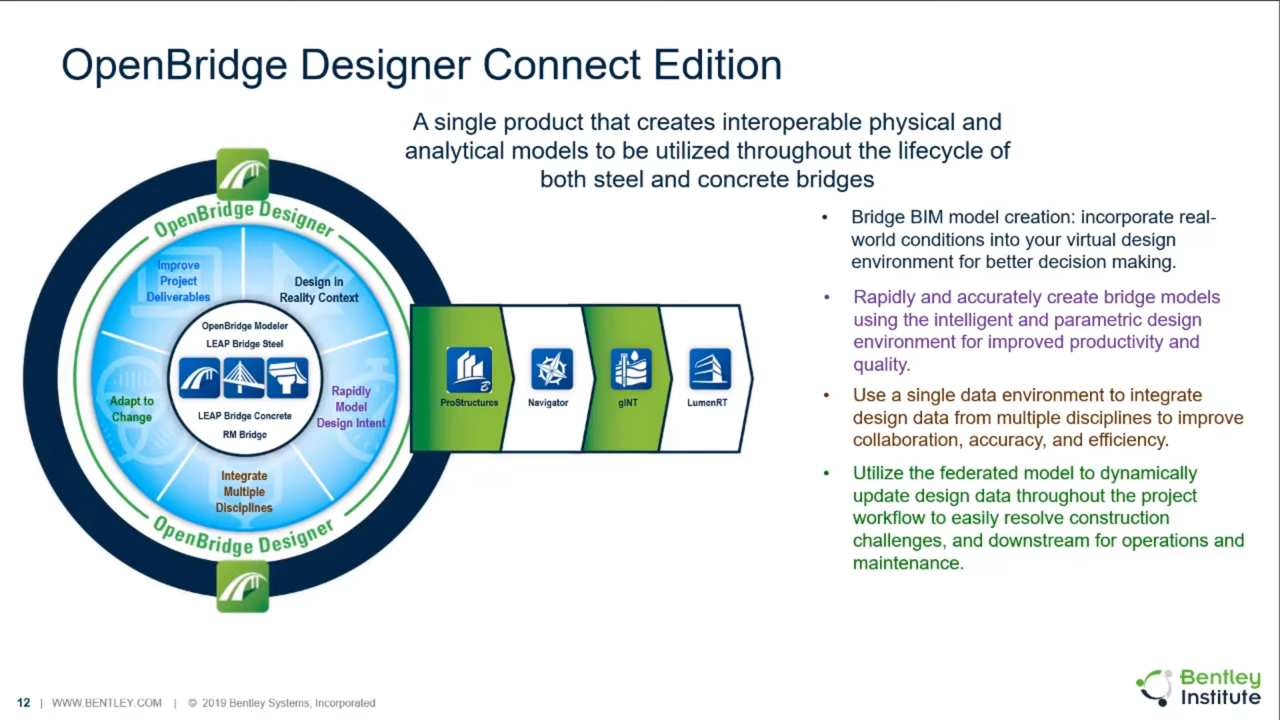 OpenBridge Designer Connect Edition
A single product that creates interoperable physical and
analytical models to be utilized throughout the lifecycle of
both steel and concrete bridges
OpenBridge Designer
Improve
Project
Deliverables
Design in
Reality Context
OpenBridge Modeler
LEAP Bridge Steel
LEAP Bridge Concrete
RM Bridge
Adapt to
Change
Rapidly
Model
Design Intent
Integrate
Multiple
Disciplines
OpenBridge Designer
ProStructures
Navigator
gINT
LumenRT
• Bridge BIM model creation: incorporate real-
world conditions into your virtual design
environment for better decision making.
• Rapidly and accurately create bridge models
using the intelligent and parametric design
environment for improved productivity and
quality.
• Use a single data environment to integrate
design data from multiple disciplines to improve
collaboration, accuracy, and efficiency.
• Utilize the federated model to dynamically
update design data throughout the project
workflow to easily resolve construction
challenges, and downstream for operations and
maintenance.
12 | WWW.BENTLEY.COM | © 2019 Bentley Systems, Incorporated
Bentley
Institute